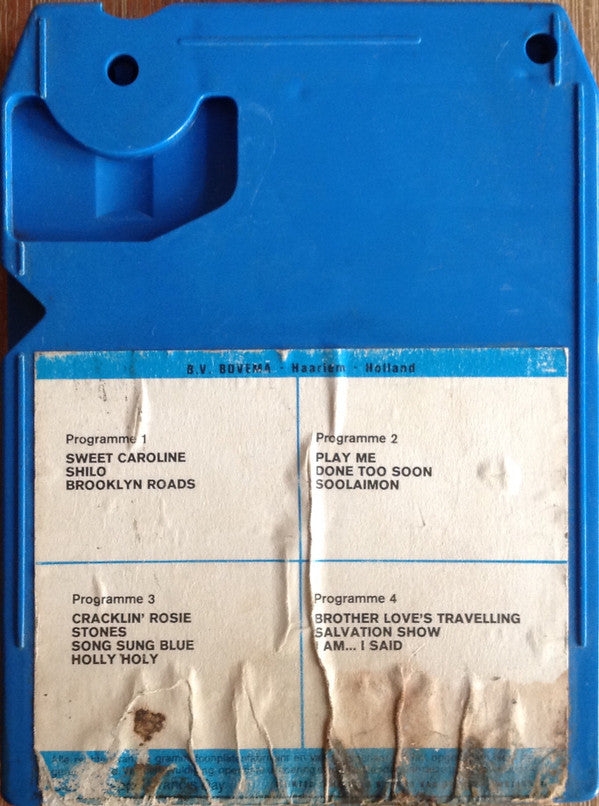 B.V. BOVEMA - Haarlem - Holland
Programme 1
SWEET CAROLINE
SHILO
BROOKLYN ROADS
Programme 2
PLAY ME
DONE TOO SOON
SOOLAIMON
Programme 3
CRACKLIN' ROSIE
STONES
SONG SUNG BLUE
HOLLY HOLY
Programme 4
BROTHER LOVE'S TRAVELLING
SALVATION SHOW
I AM... I SAID